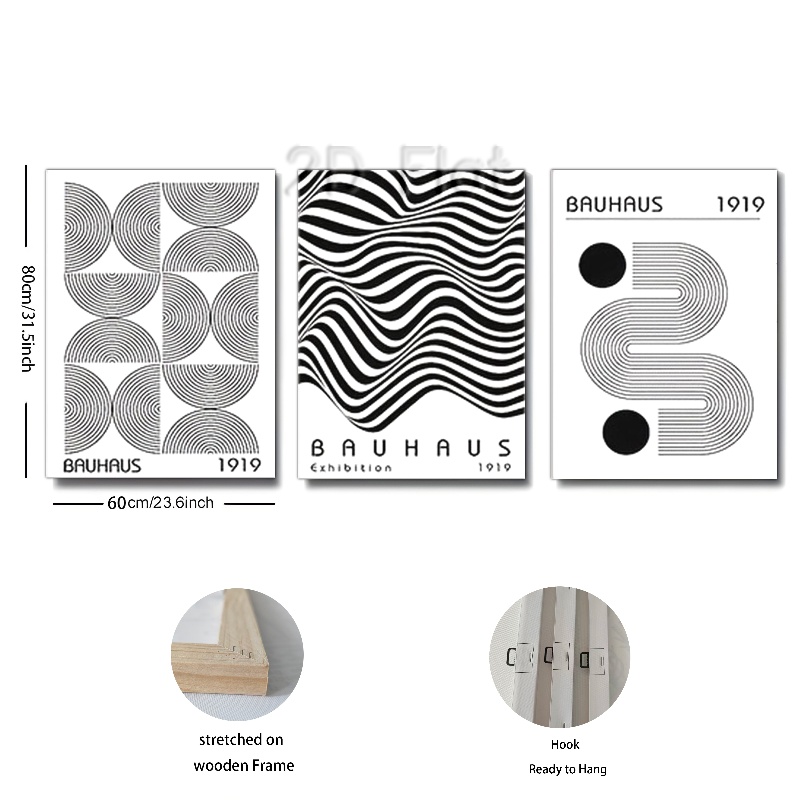 2D Flat
80cm/31.5inch
BAUHAUS 1919
BAUHAUS
Exhibition 1919
BAUHAUS 1919
60cm/23.6inch
stretched on
wooden Frame
Hook
Ready to Hang